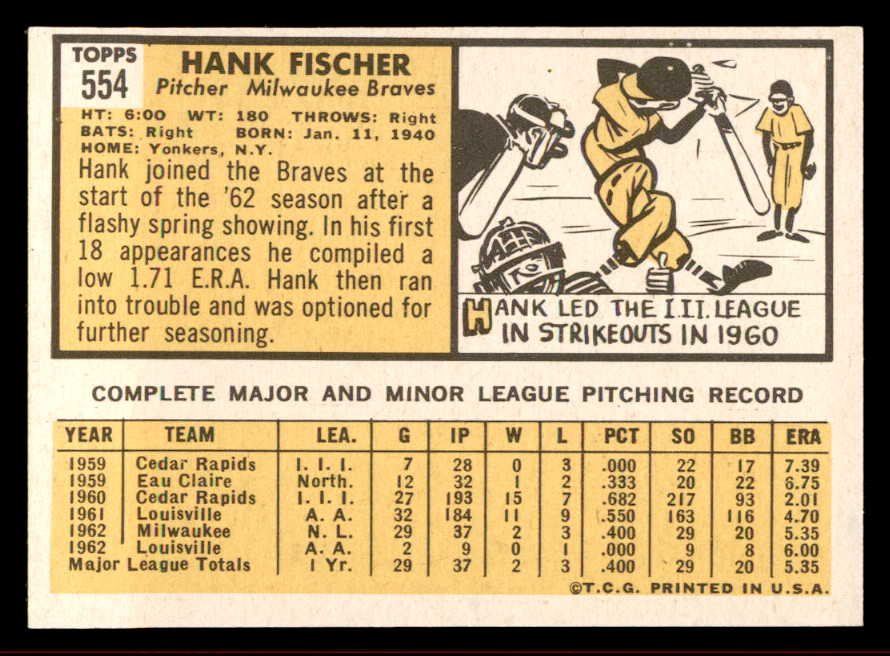 TOPPS
554
HANK FISCHER
Pitcher Milwaukee Braves
HT: 6:00 WT: 180 THROWS: Right
BATS: Right BORN: Jan. 11, 1940
HOME: Yonkers, N.Y.
Hank joined the Braves at the
start of the '62 season after a
flashy spring showing. In his first
18 appearances he compiled a
low 1.71 E.R.A. Hank then ran
into trouble and was optioned for
further seasoning.
HANK LED THE I.I.I. LEAGUE
IN STRIKEOUTS IN 1960
COMPLETE MAJOR AND MINOR LEAGUE PITCHING RECORD
YEAR TEAM LEA. G IP W L PCT SO BB ERA
1959 Cedar Rapids I. I. I. 7 28 0 3 .000 22 17 7.39
1959 Eau Claire North. 12 32 1 2 .333 20 22 6.75
1960 Cedar Rapids I. I. I. 27 193 15 7 .682 217 93 2.01
1961 Louisville A. A. 32 184 11 9 .550 163 116 4.70
1962 Milwaukee N. L. 29 37 2 3 .400 29 20 5.35
1962 Louisville A. A. 2 9 0 1 .000 9 8 6.00
Major League Totals 1 Yr. 29 37 2 3 .400 29 20 5.35
©T.C.G. PRINTED IN U.S.A.